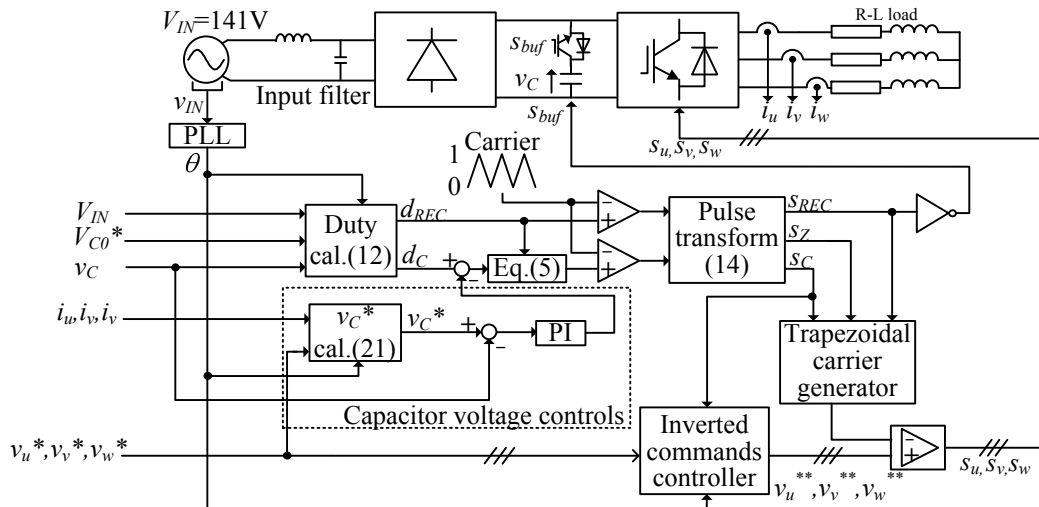 V_IN=141V
R-L load
s_buf
v_C
Input filter
v_IN
s_buf
i_u
i_v
i_w
PLL
s_u,s_v,s_w
θ
Carrier
1
0
V_IN
V_C0*
v_C
Duty
cal.(12)
d_REC
d_C
+
−
Eq.(5)
−
+
−
+
Pulse
transform
(14)
s_REC
s_Z
s_C
i_u,i_v,i_v
v_C*
cal.(21)
v_C*
+
−
PI
Trapezoidal
carrier
generator
Capacitor voltage controls
v_u*,v_v*,v_w*
Inverted
commands
controller
v_u**,v_v**,v_w**
−
+
s_u,s_v,s_w